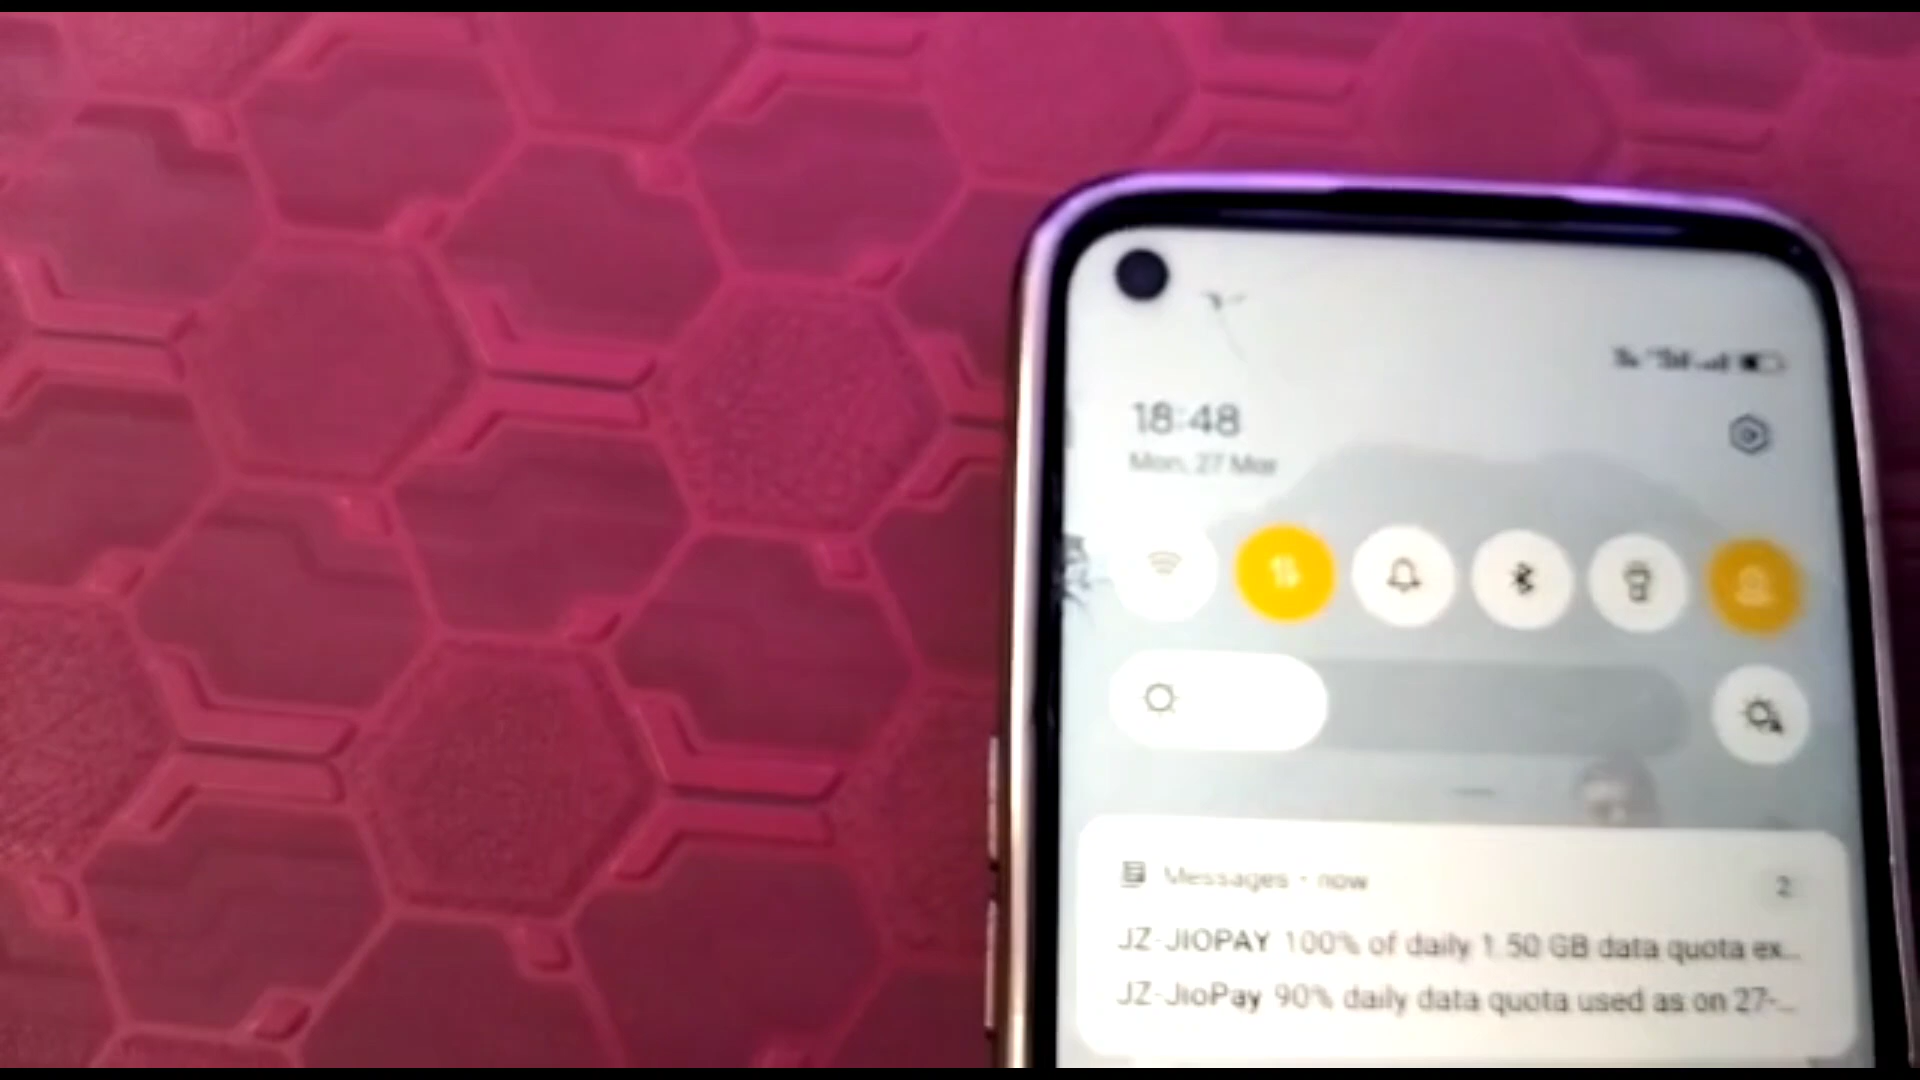 18:48
Mon, 27 Mar
Messages • now
2
JZ-JIOPAY 100% of daily 1.50 GB data quota ex...
JZ-JioPay 90% daily data quota used as on 27-...